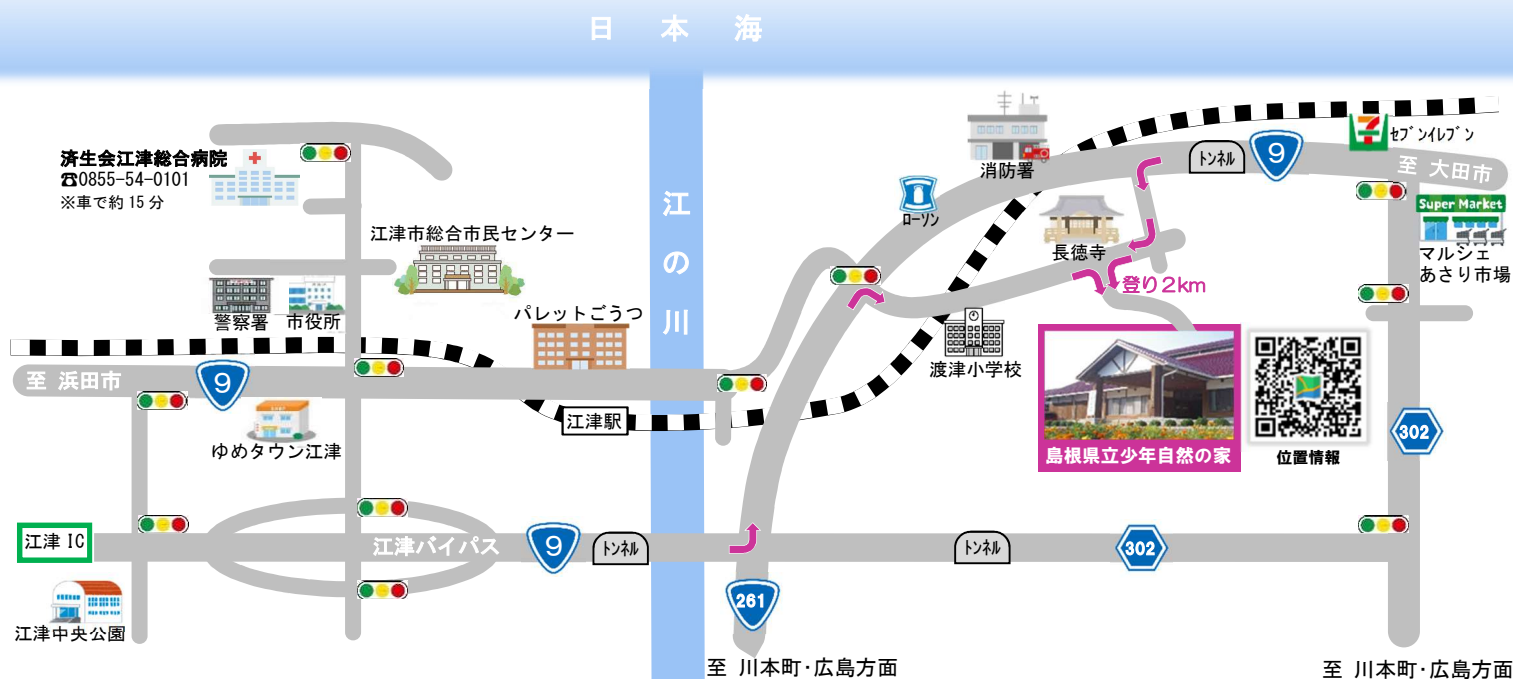 日本海
済生会江津総合病院
☎0855-54-0101
※車で約15分
江津市総合市民センター
警察署
市役所
パレットごうつ
江の川
消防署
ローソン
トンネル
9
セブンイレブン
至 大田市
Super Market
マルシェ
あさり市場
長徳寺
登り2km
渡津小学校
至 浜田市
9
ゆめタウン江津
江津駅
島根県立少年自然の家
位置情報
302
江津 IC
江津バイパス
9
トンネル
トンネル
302
江津中央公園
261
至 川本町・広島方面
至 川本町・広島方面